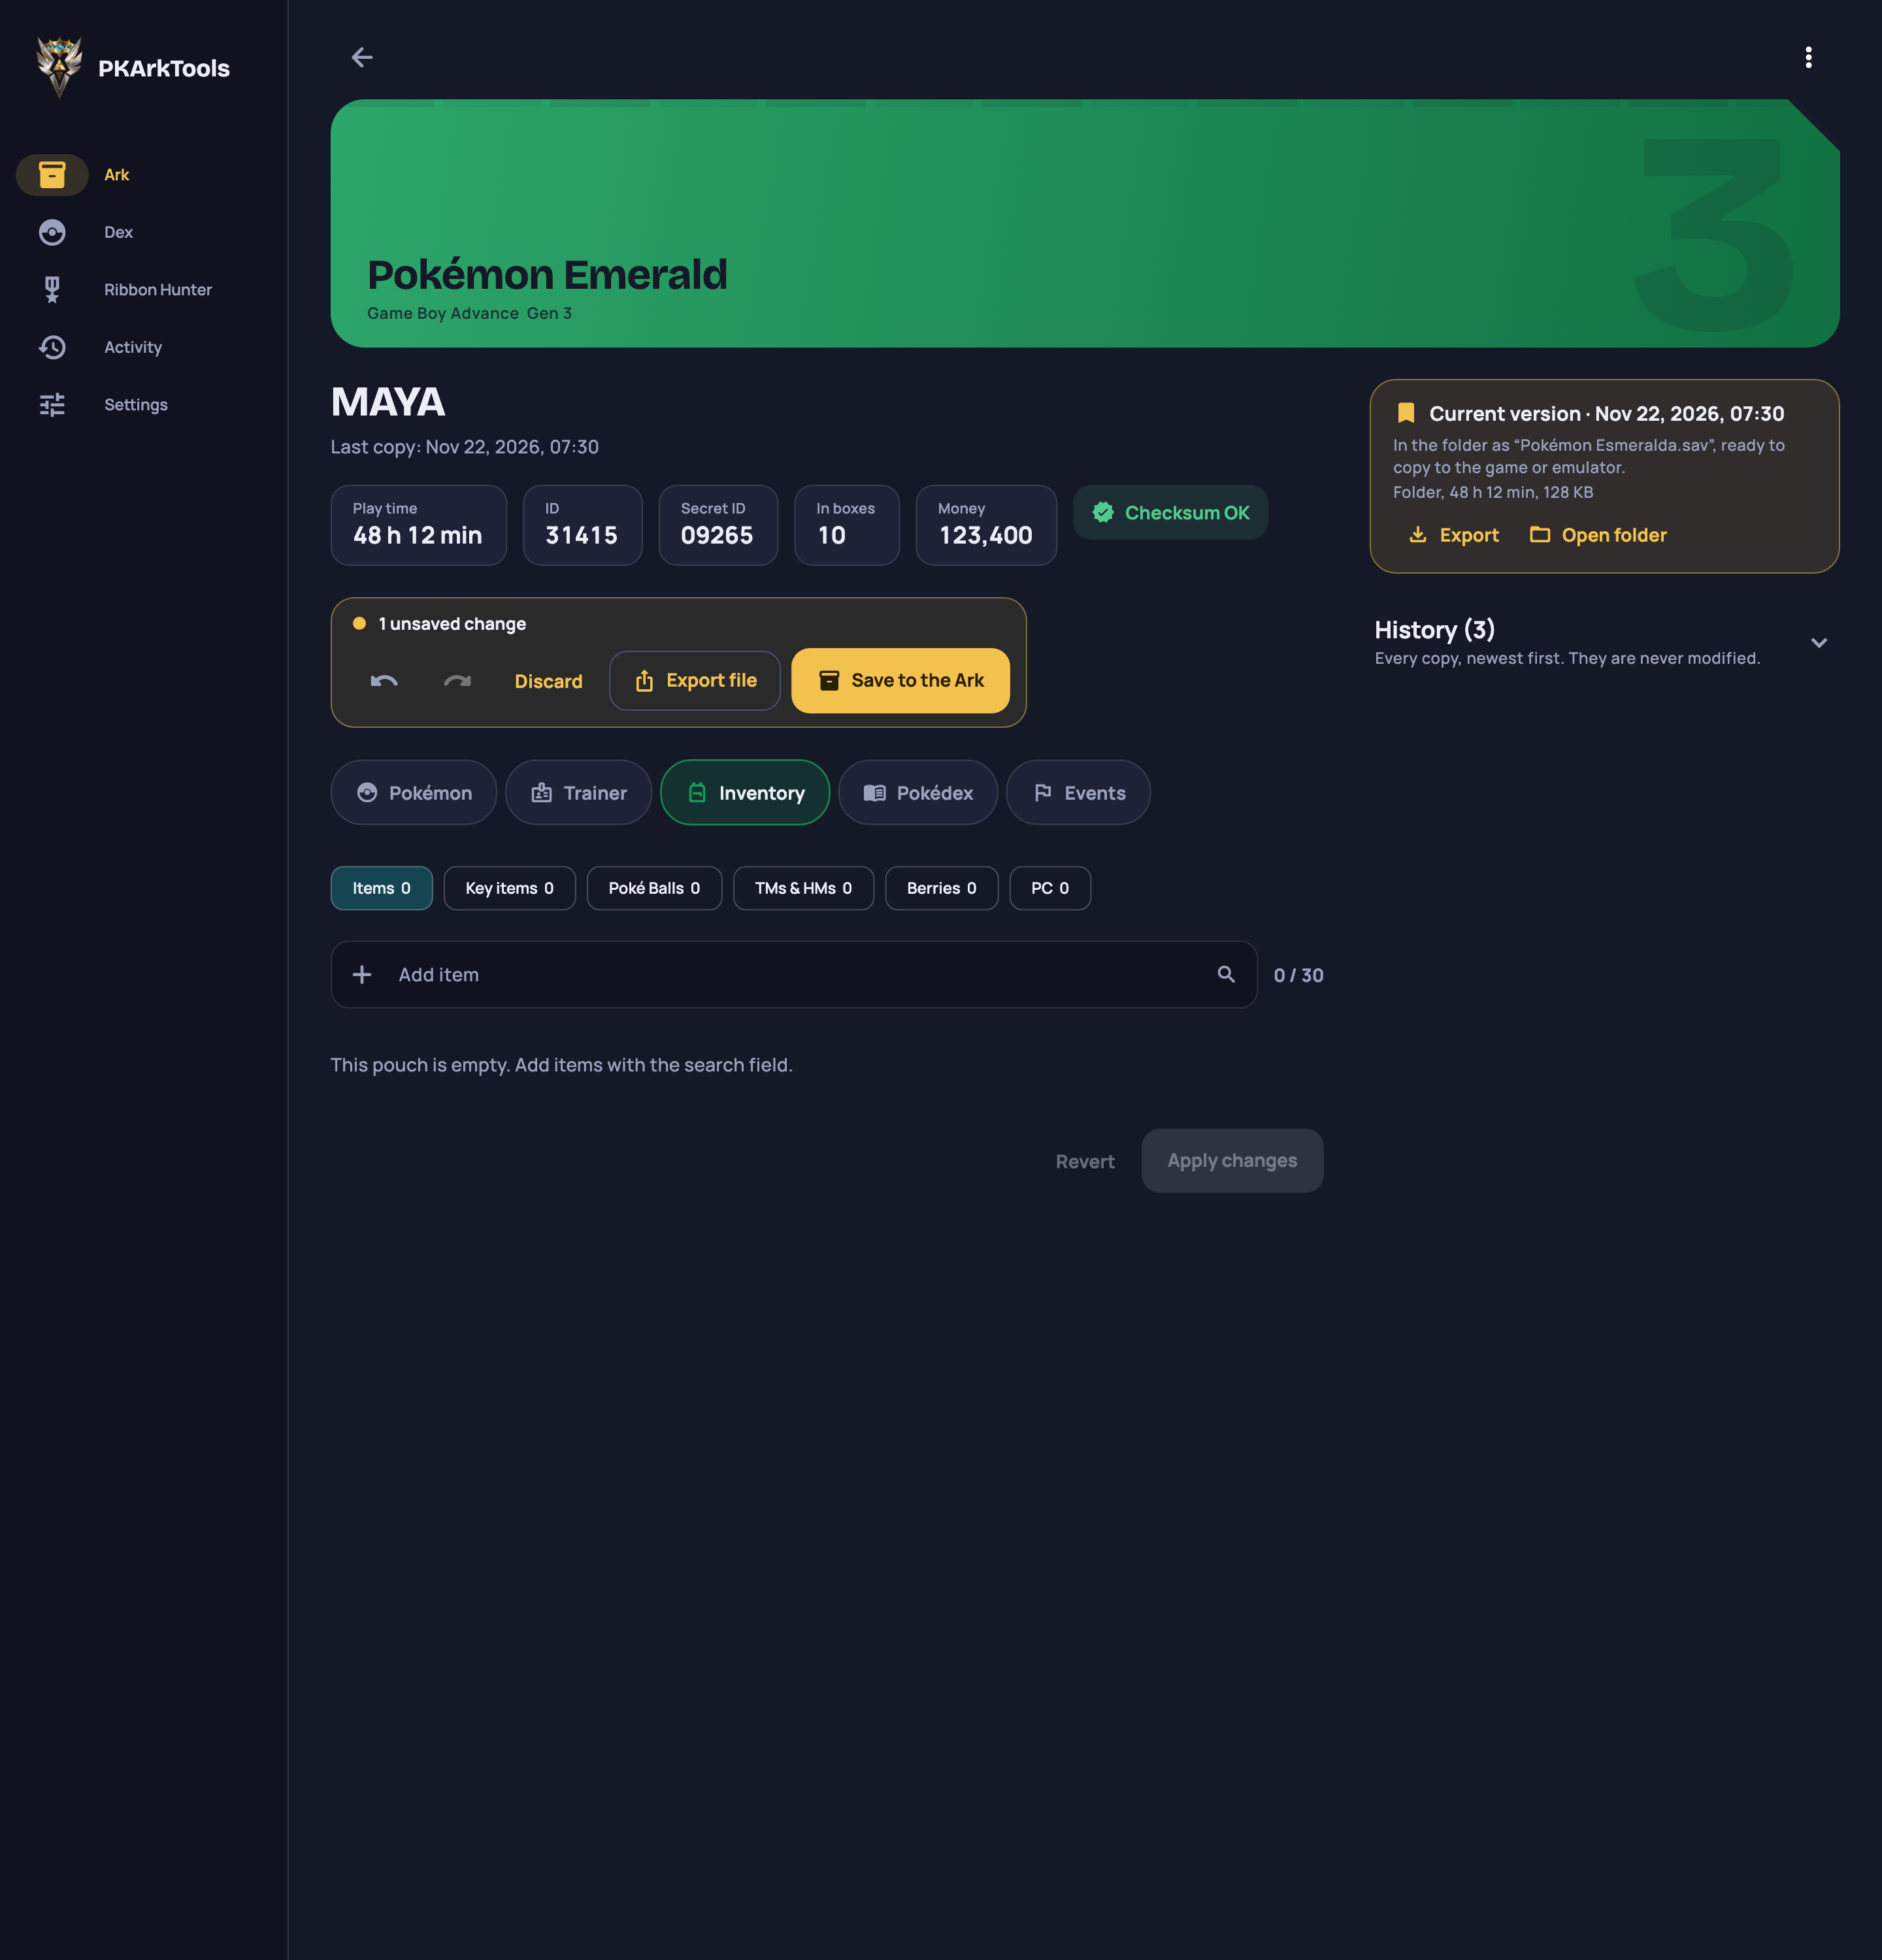 PKArkTools
Ark
Dex
Ribbon Hunter
Activity
Settings
3
Pokémon Emerald
Game Boy Advance Gen 3
MAYA
Last copy: Nov 22, 2026, 07:30
Play time
48 h 12 min
ID
31415
Secret ID
09265
In boxes
10
Money
123,400
Checksum OK
1 unsaved change
Discard
Export file
Save to the Ark
Pokémon
Trainer
Inventory
Pokédex
Events
Items 0
Key items 0
Poké Balls 0
TMs & HMs 0
Berries 0
PC 0
Add item
0 / 30
This pouch is empty. Add items with the search field.
Revert
Apply changes
Current version · Nov 22, 2026, 07:30
In the folder as “Pokémon Esmeralda.sav”, ready to
copy to the game or emulator.
Folder, 48 h 12 min, 128 KB
Export
Open folder
History (3)
Every copy, newest first. They are never modified.